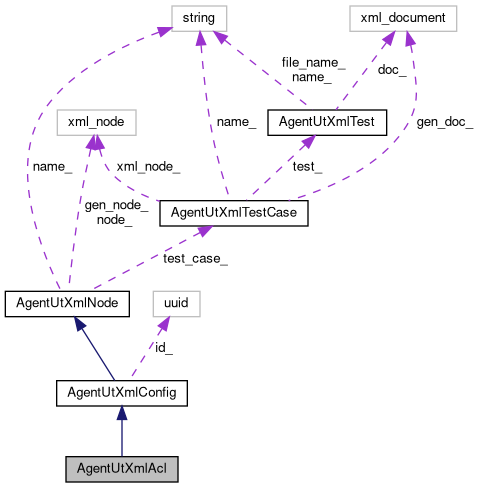 string
xml_document
file_name_
name_
doc_
xml_node
AgentUtXmlTest
name_
gen_doc_
name_
xml_node_
test_
gen_node_
node_
AgentUtXmlTestCase
test_case_
AgentUtXmlNode
uuid
id_
AgentUtXmlConfig
AgentUtXmlAcl